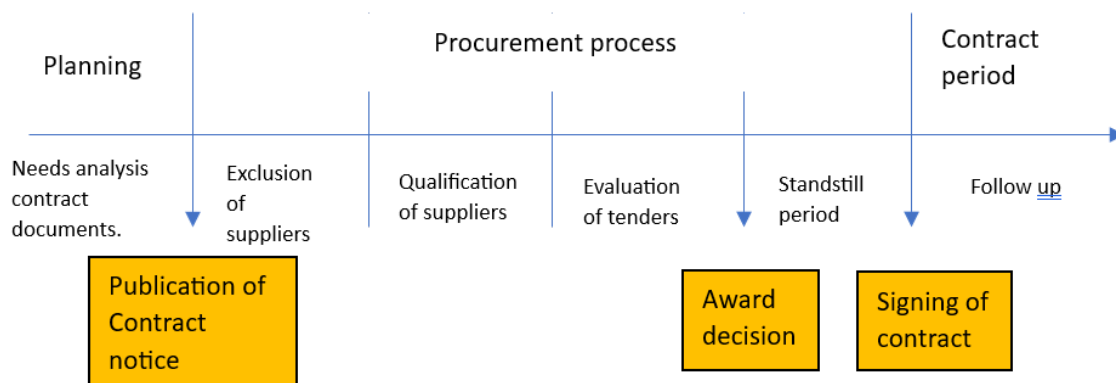 Planning
Procurement process
Contract
period
Needs analysis
contract
documents.
Exclusion
of
suppliers
Qualification
of suppliers
Evaluation
of tenders
Standstill
period
Follow up
Publication of
Contract
notice
Award
decision
Signing of
contract